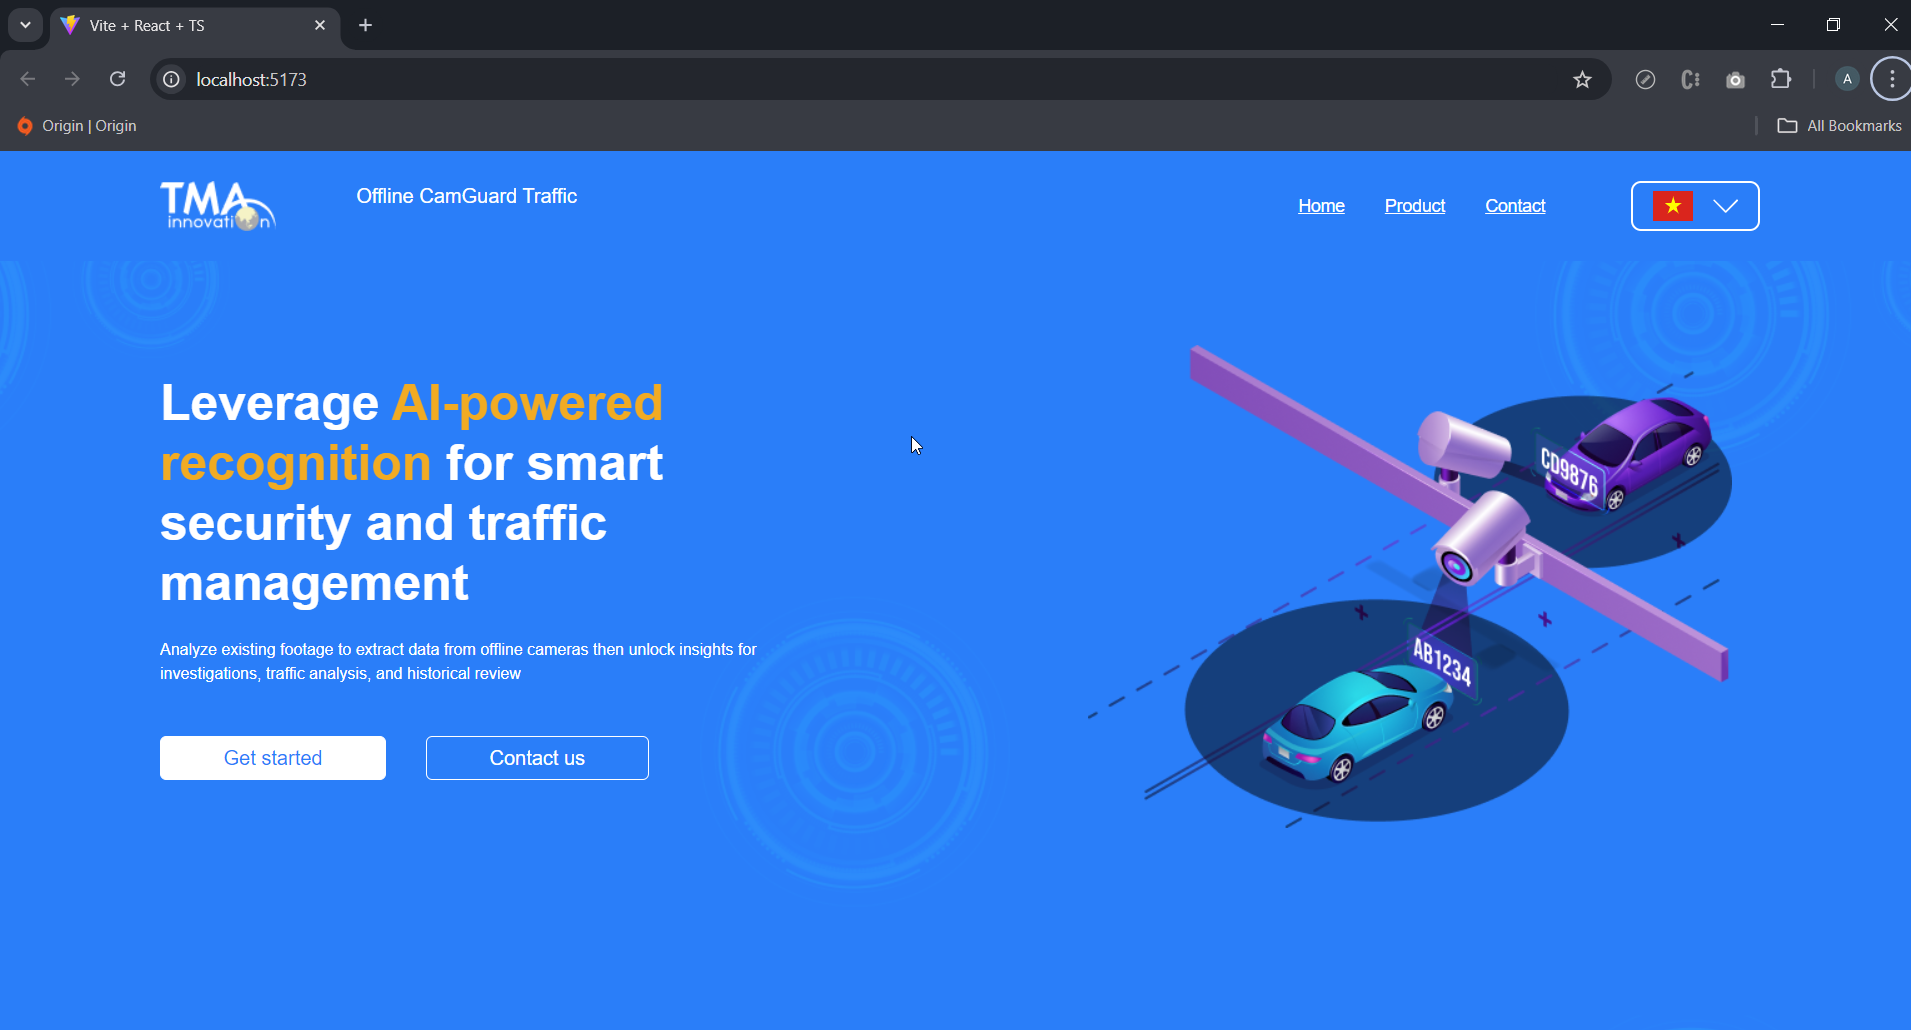 Vite + React + TS
localhost:5173
A
Origin | Origin
All Bookmarks
TMA
innovation
Offline CamGuard Traffic
Home
Product
Contact
Leverage AI-powered
recognition for smart
security and traffic
management
Analyze existing footage to extract data from offline cameras then unlock insights for
investigations, traffic analysis, and historical review
Get started
Contact us
CD9876
AB1234